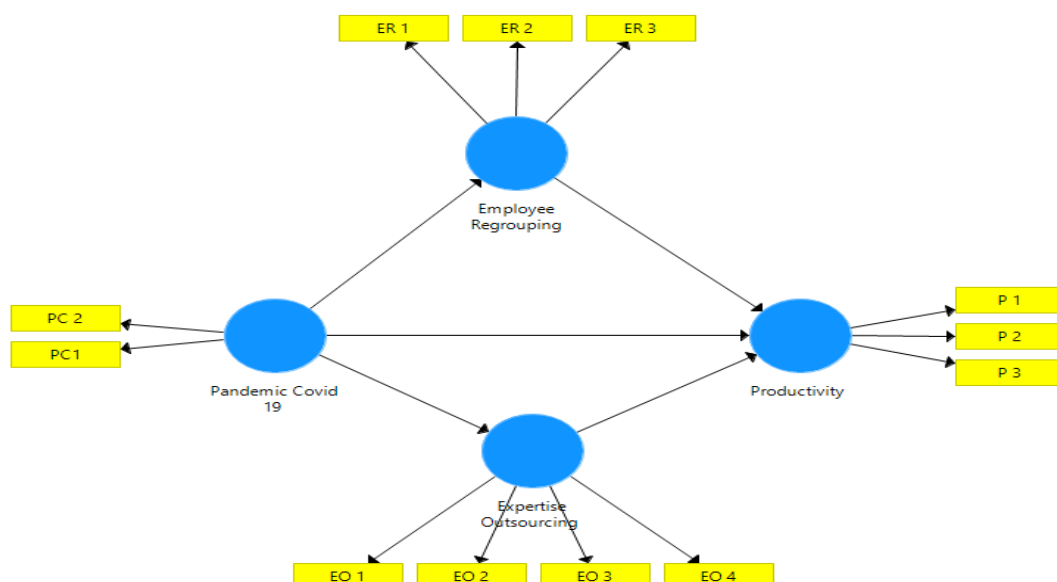 ER 1
ER 2
ER 3
Employee
Regrouping
PC 2
PC1
Pandemic Covid
19
P 1
P 2
P 3
Productivity
Expertise
Outsourcing
EO 1
EO 2
EO 3
EO 4